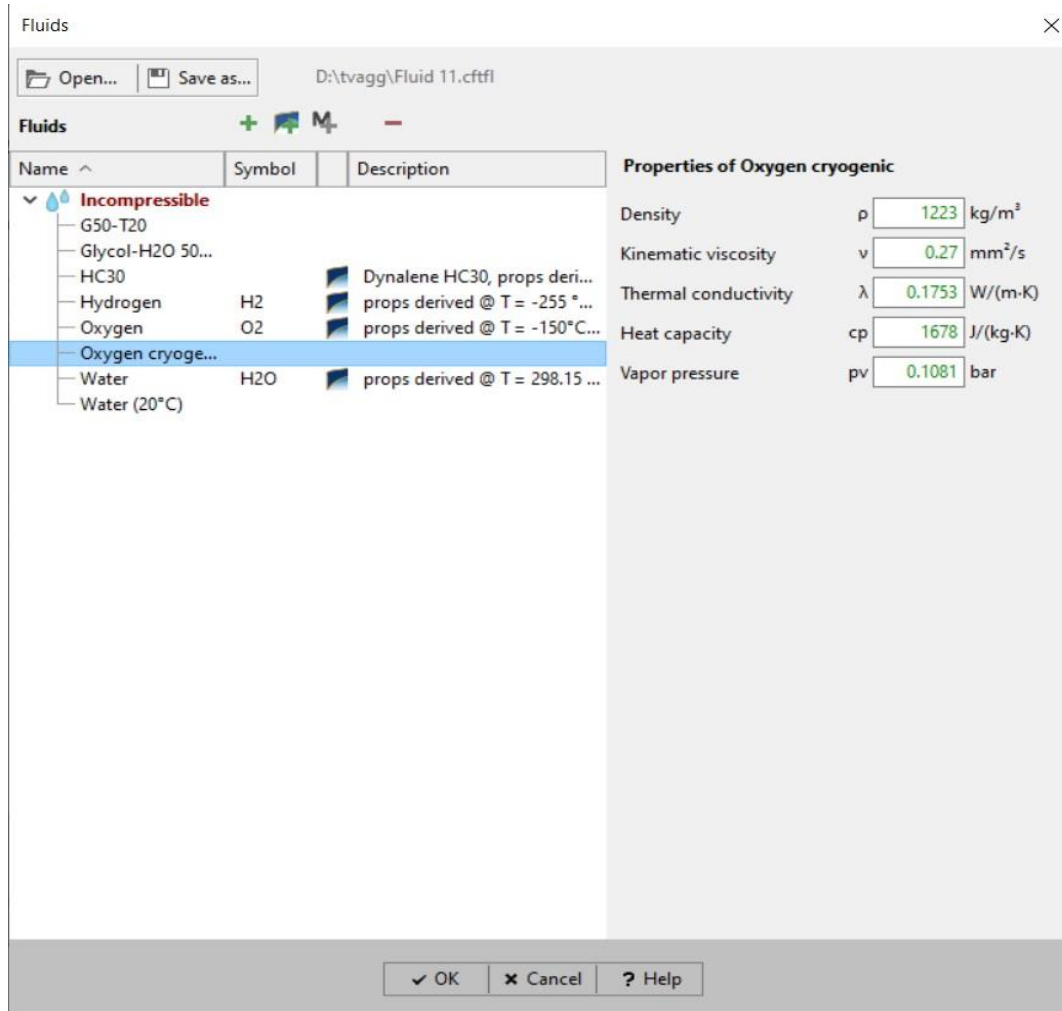 Fluids
Open... Save as... D:\tvagg\Fluid 11.cftfl
Fluids
Name Symbol Description
Incompressible
G50-T20
Glycol-H2O 50...
HC30 Dynalene HC30, props deri...
Hydrogen H2 props derived @ T = -255 °...
Oxygen O2 props derived @ T = -150°C...
Oxygen cryoge...
Water H2O props derived @ T = 298.15 ...
Water (20°C)
Properties of Oxygen cryogenic
Density ρ 1223 kg/m³
Kinematic viscosity ν 0.27 mm²/s
Thermal conductivity λ 0.1753 W/(m·K)
Heat capacity cp 1678 J/(kg·K)
Vapor pressure pv 0.1081 bar
OK Cancel ? Help